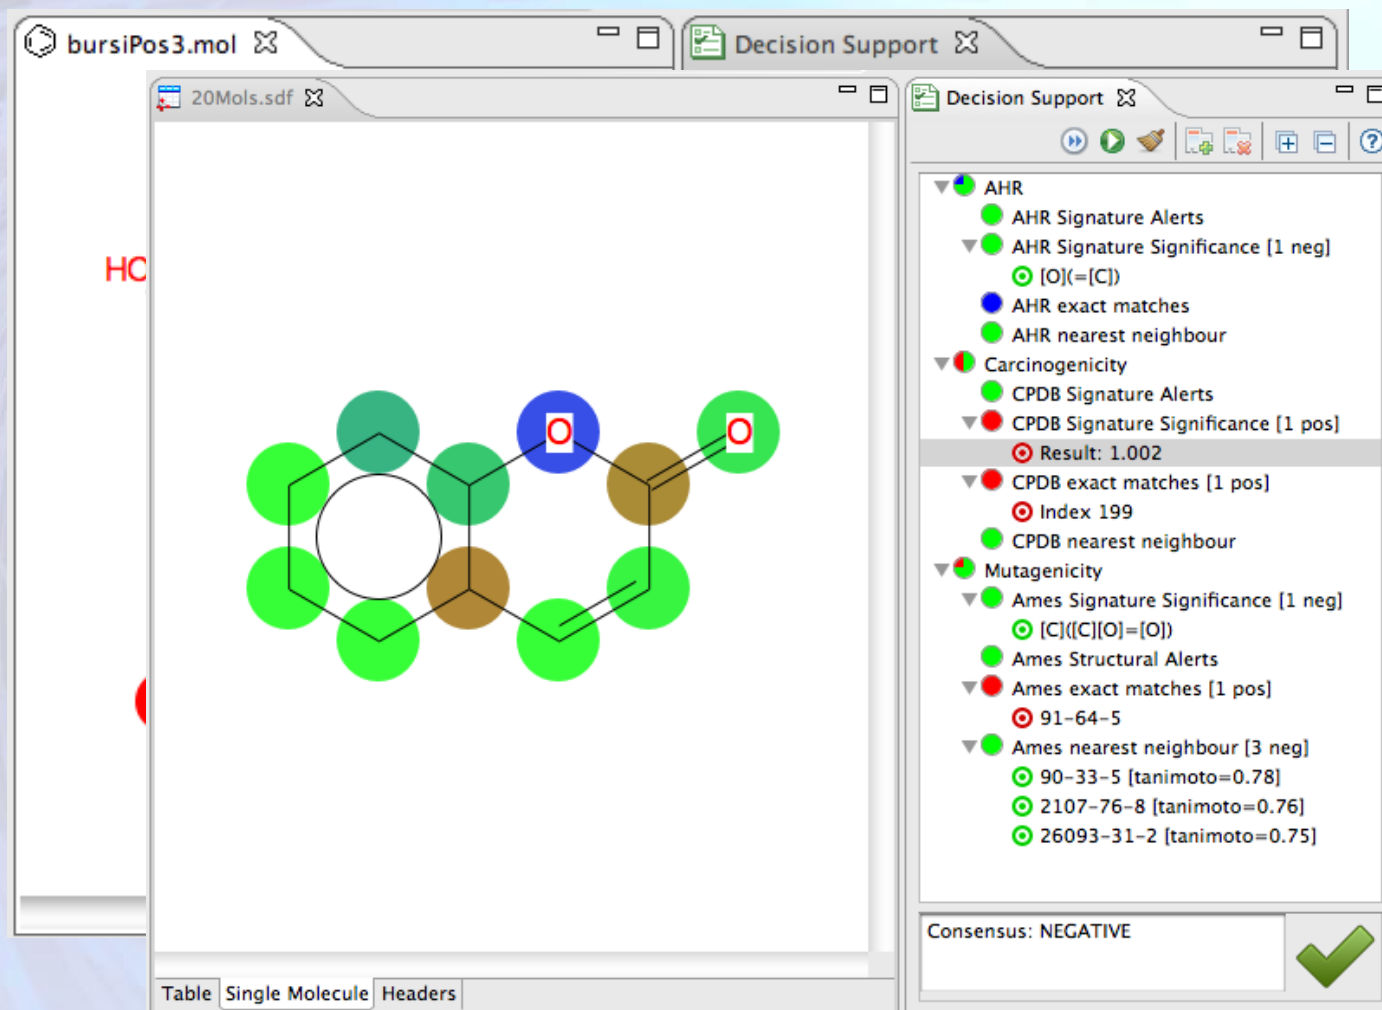 bursiPos3.mol
Decision Support
20Mols.sdf
Decision Support
HO
O
O
AHR
AHR Signature Alerts
AHR Signature Significance [1 neg]
[O](=[C])
AHR exact matches
AHR nearest neighbour
Carcinogenicity
CPDB Signature Alerts
CPDB Signature Significance [1 pos]
Result: 1.002
CPDB exact matches [1 pos]
Index 199
CPDB nearest neighbour
Mutagenicity
Ames Signature Significance [1 neg]
[C]([C][O]=[O])
Ames Structural Alerts
Ames exact matches [1 pos]
91-64-5
Ames nearest neighbour [3 neg]
90-33-5 [tanimoto=0.78]
2107-76-8 [tanimoto=0.76]
26093-31-2 [tanimoto=0.75]
Consensus: NEGATIVE
Table Single Molecule Headers